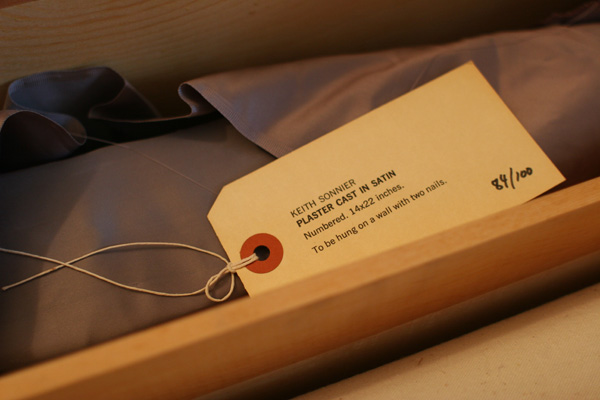 KEITH SONNIER
PLASTER CAST IN SATIN
Numbered. 14x22 inches.
To be hung on a wall with two nails.
84/100